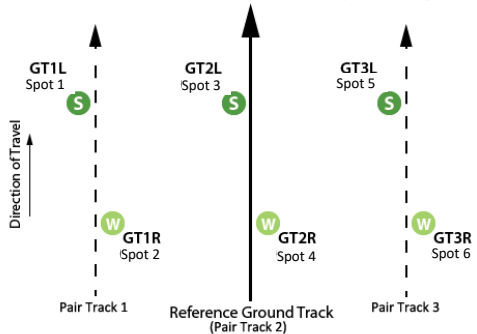 GT1L
Spot 1
S
GT2L
Spot 3
S
GT3L
Spot 5
S
Direction of Travel
W
GT1R
Spot 2
W
GT2R
Spot 4
W
GT3R
Spot 6
Pair Track 1
Reference Ground Track
(Pair Track 2)
Pair Track 3